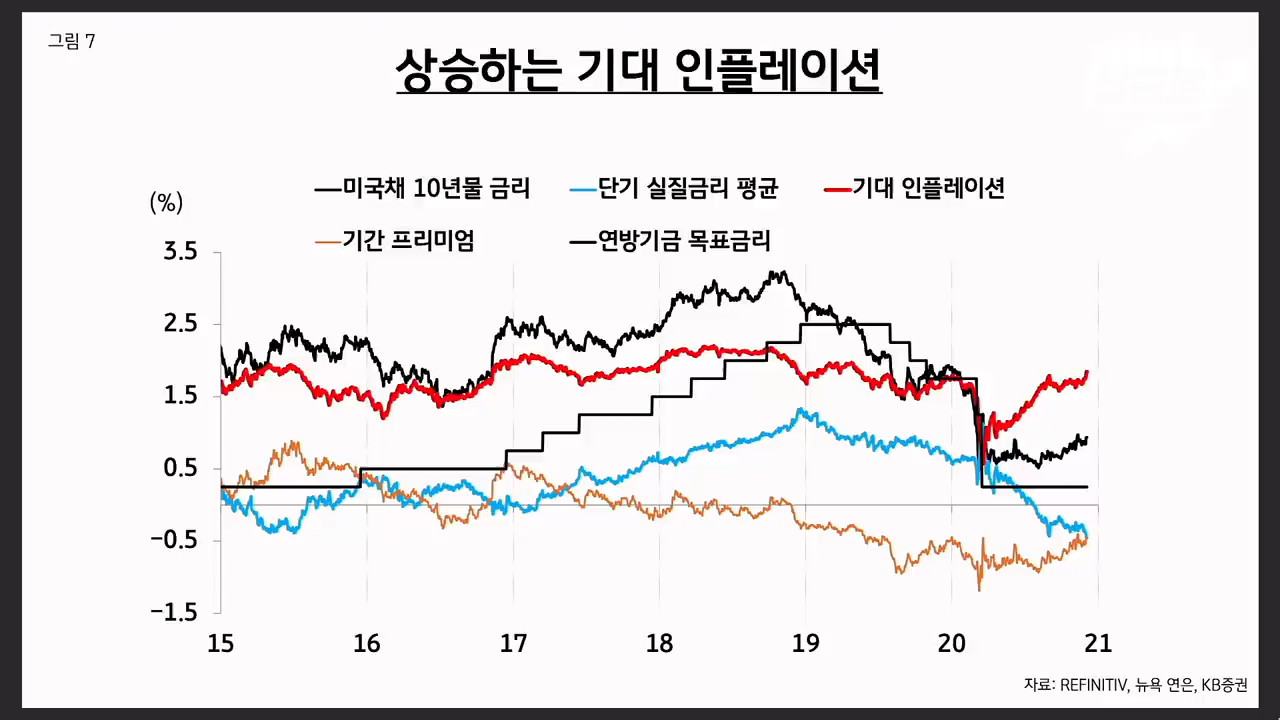 그림 7
상승하는 기대 인플레이션
미국채 10년물 금리 단기 실질금리 평균 기대 인플레이션
(%)
기간 프리미엄 연방기금 목표금리
3.5
2.5
1.5
0.5
-0.5
-1.5
15 16 17 18 19 20 21
자료: REFINITIV, 뉴욕 연은, KB증권